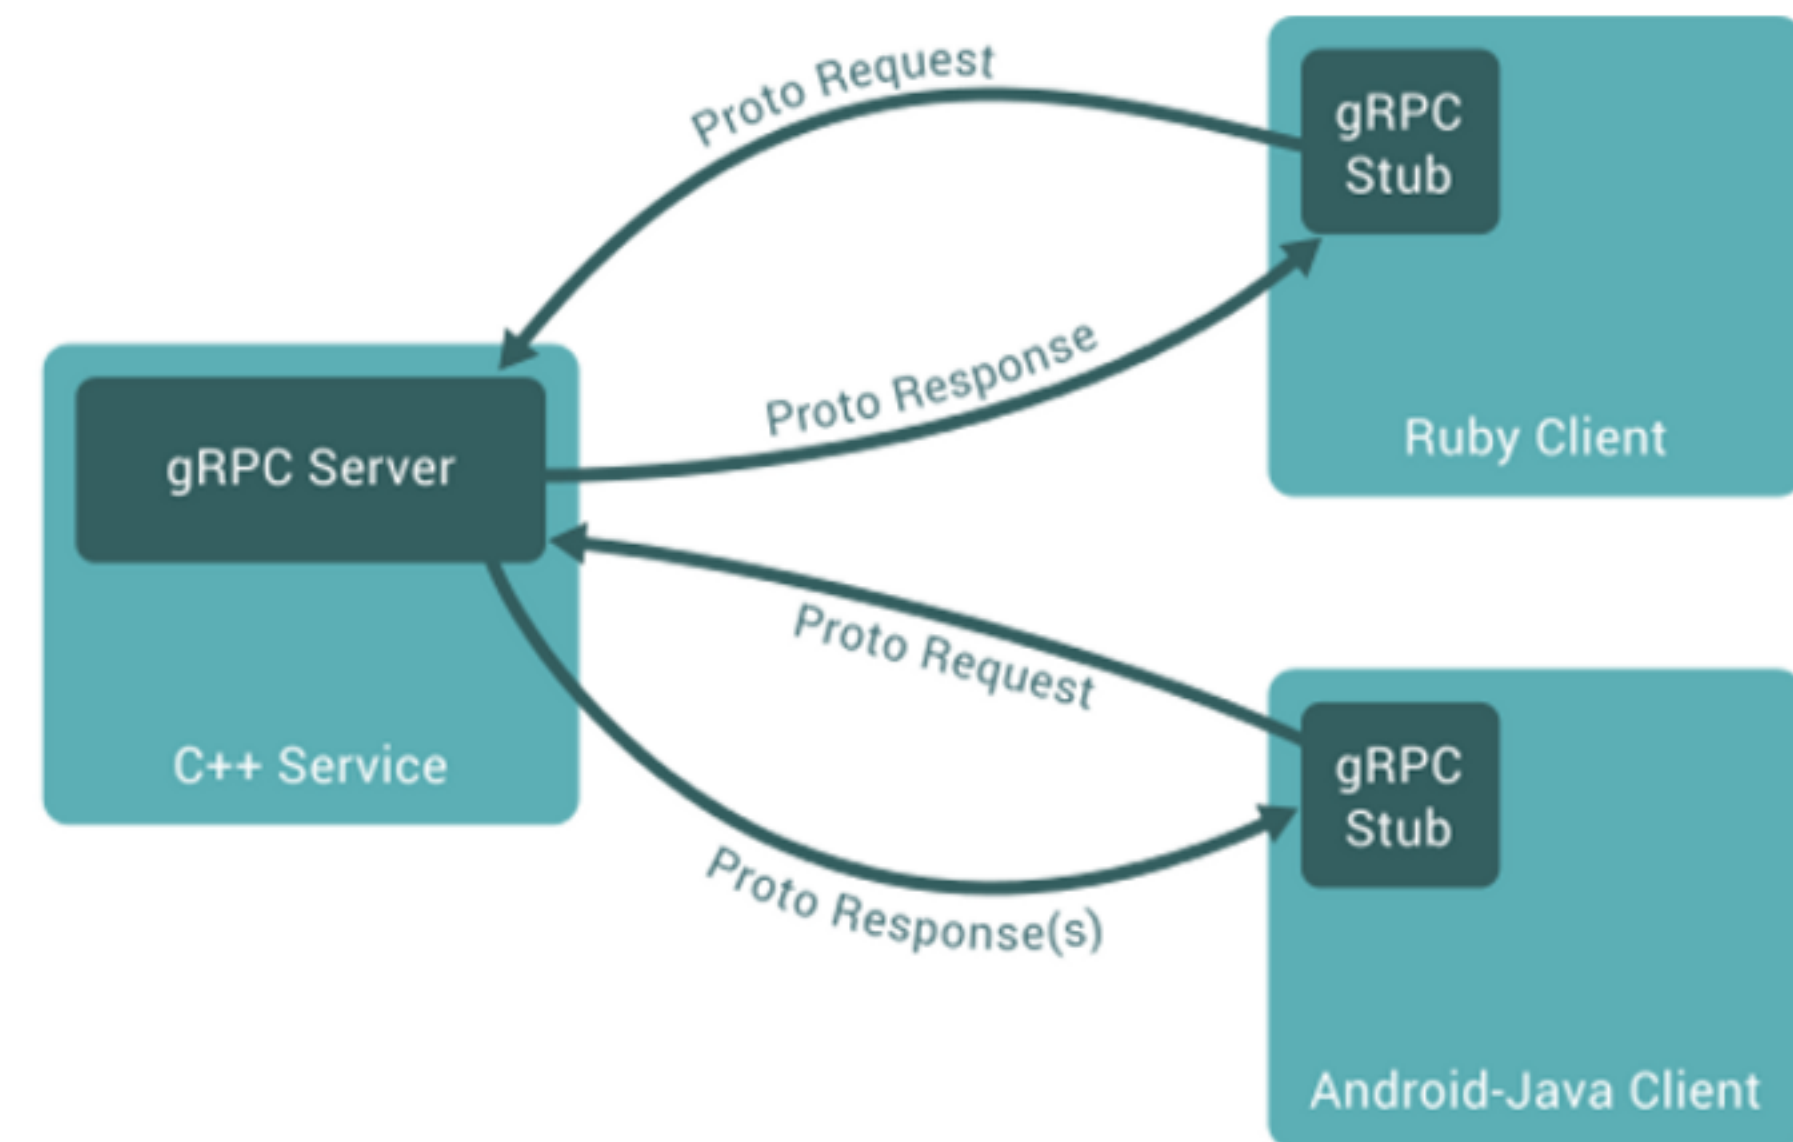 Proto Request
gRPC
Stub
Proto Response
Ruby Client
gRPC Server
C++ Service
Proto Request
gRPC
Stub
Proto Response(s)
Android-Java Client